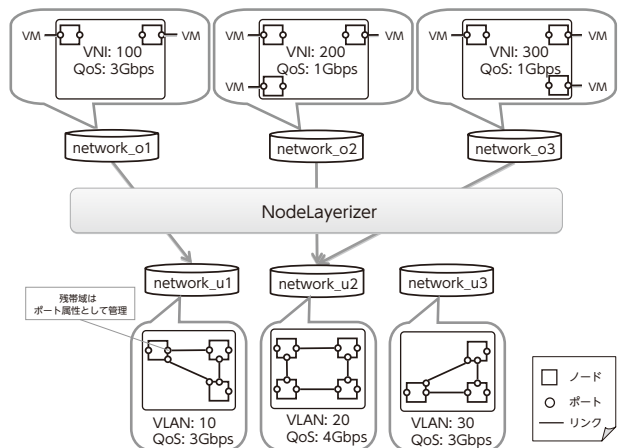 VM
VNI: 100
QoS: 3Gbps
VM
VM
VNI: 200
QoS: 1Gbps
VM
VM
VNI: 300
QoS: 1Gbps
VM
VM
VM
network_o1
network_o2
network_o3
NodeLayerizer
network_u1
network_u2
network_u3
残帯域は
ポート属性として管理
VLAN: 10
QoS: 3Gbps
VLAN: 20
QoS: 4Gbps
VLAN: 30
QoS: 3Gbps
ノード
ポート
リンク